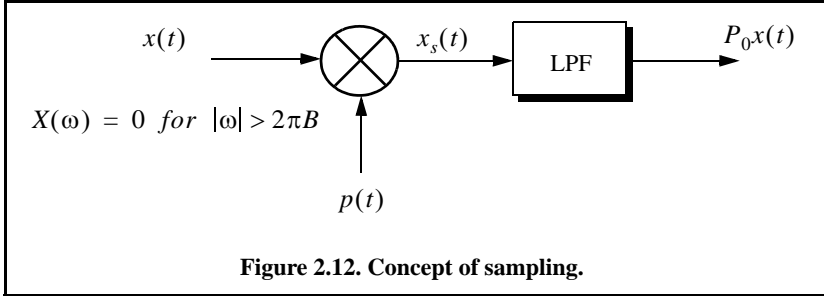 x(t)
x_s(t)
LPF
P_0x(t)
X(ω) = 0 for |ω| > 2πB
p(t)
Figure 2.12. Concept of sampling.